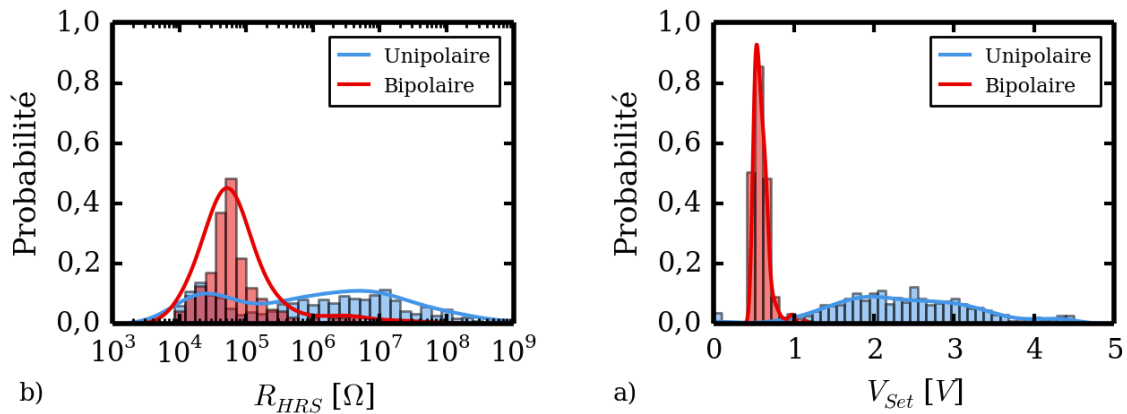 1,0
0,8
0,6
0,4
0,2
0,0
Probabilité
Unipolaire
Bipolaire
10³ 10⁴ 10⁵ 10⁶ 10⁷ 10⁸ 10⁹
b) R_HRS [Ω]
1,0
0,8
0,6
0,4
0,2
0,0
Probabilité
Unipolaire
Bipolaire
0 1 2 3 4 5
a) V_Set [V]